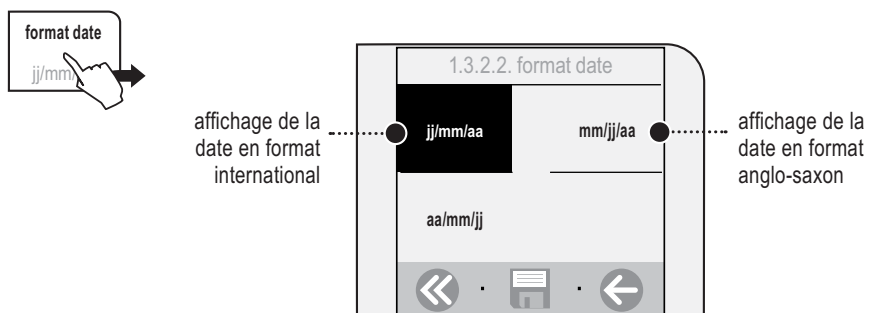 format date
jj/mm/
1.3.2.2. format date
affichage de la
date en format
international
jj/mm/aa
mm/jj/aa
affichage de la
date en format
anglo-saxon
aa/mm/jj